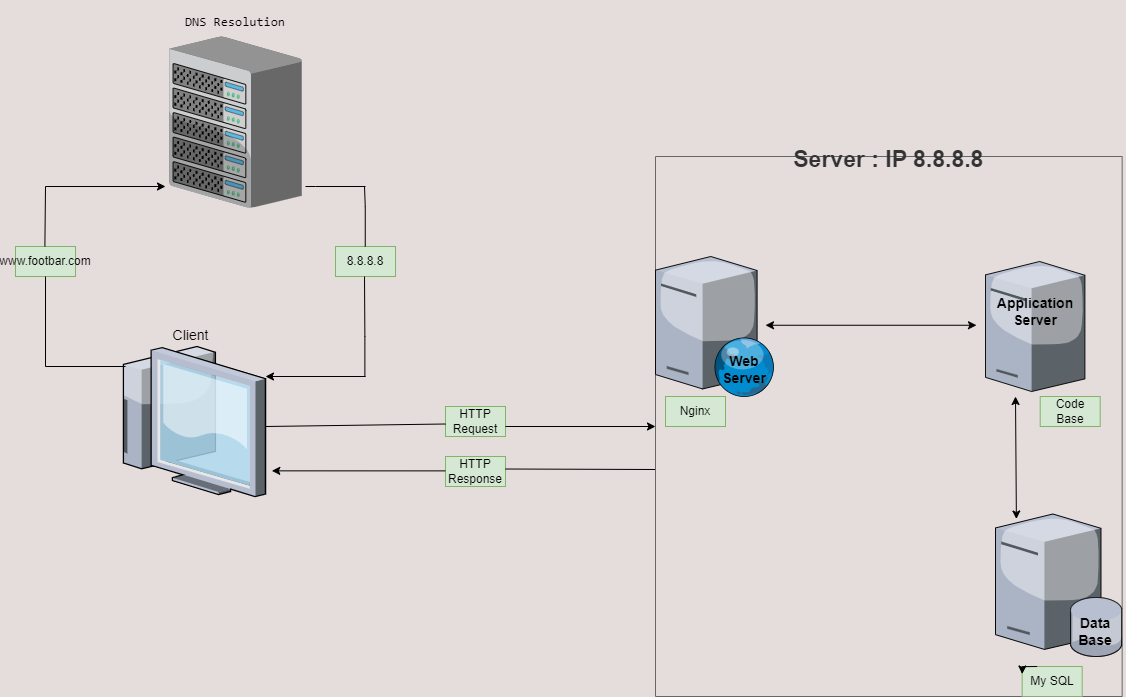 DNS Resolution
Server : IP 8.8.8.8
www.footbar.com
8.8.8.8
Client
Application
Server
Web
Server
Nginx
Code
Base
HTTP
Request
HTTP
Response
Data
Base
My SQL